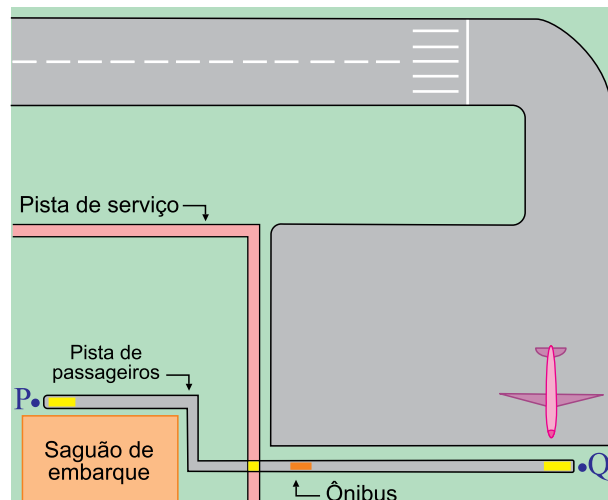 Pista de serviço
Pista de
passageiros
P
Saguão de
embarque
Q
Ônibus